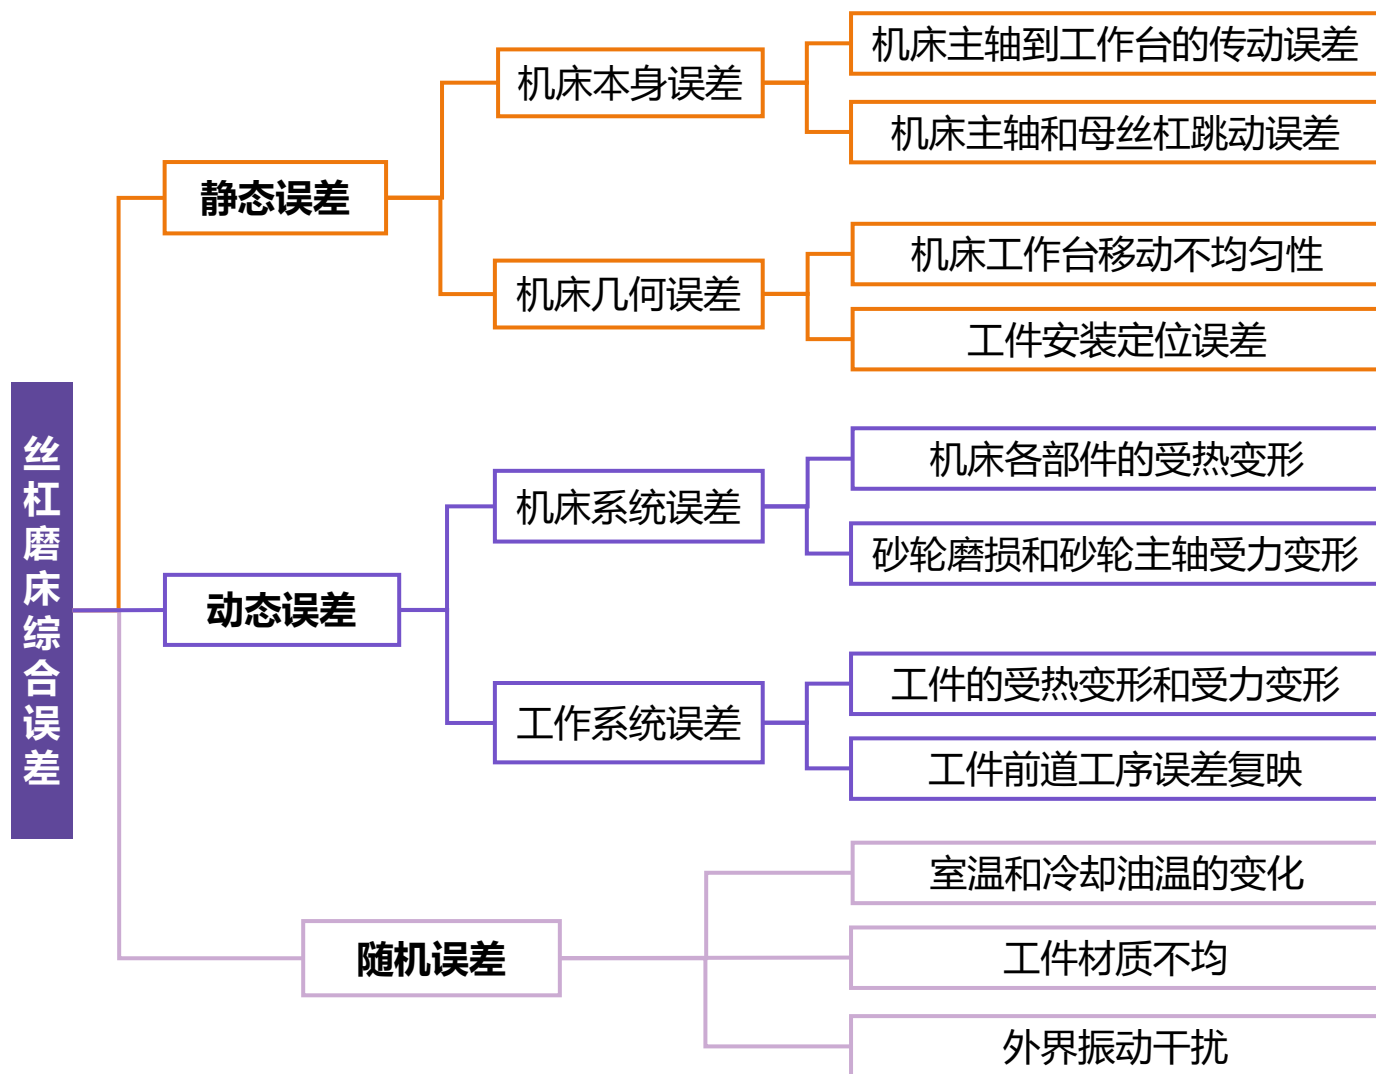 丝杠磨床综合误差
静态误差
机床本身误差
机床主轴到工作台的传动误差
机床主轴和母丝杠跳动误差
机床几何误差
机床工作台移动不均匀性
工件安装定位误差
动态误差
机床系统误差
机床各部件的受热变形
砂轮磨损和砂轮主轴受力变形
工作系统误差
工件的受热变形和受力变形
工件前道工序误差复映
随机误差
室温和冷却油温的变化
工件材质不均
外界振动干扰